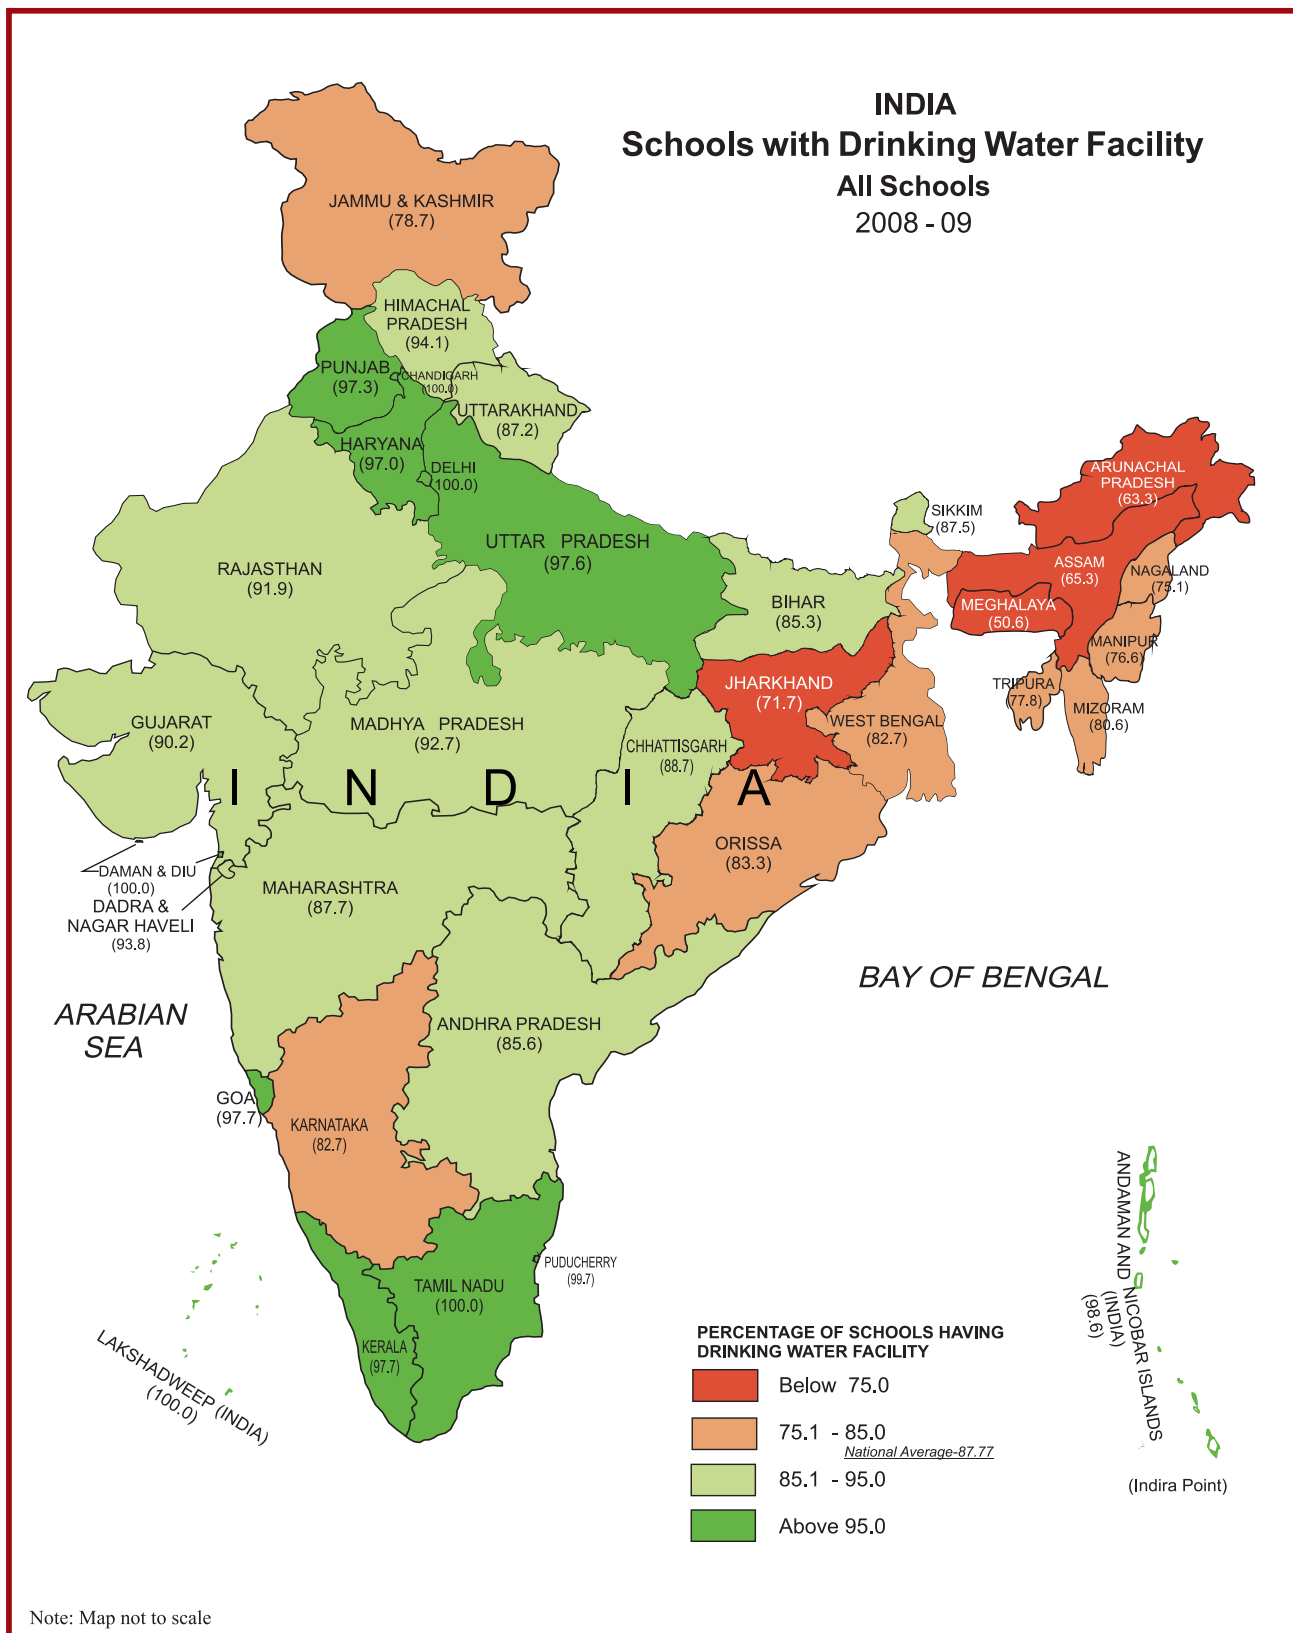 INDIA
Schools with Drinking Water Facility
All Schools
2008 - 09
JAMMU & KASHMIR
(78.7)
HIMACHAL
PRADESH
(94.1)
PUNJAB
(97.3)
CHANDIGARH
(100.0)
UTTARAKHAND
(87.2)
HARYANA
(97.0)
DELHI
(100.0)
ARUNACHAL
PRADESH
(63.3)
SIKKIM
(87.5)
UTTAR PRADESH
(97.6)
RAJASTHAN
(91.9)
ASSAM
(65.3)
NAGALAND
(75.1)
BIHAR
(85.3)
MEGHALAYA
(50.6)
MANIPUR
(76.6)
JHARKHAND
(71.7)
TRIPURA
(77.8)
MIZORAM
(80.6)
GUJARAT
(90.2)
MADHYA PRADESH
(92.7)
WEST BENGAL
(82.7)
CHHATTISGARH
(88.7)
I N D I A
ORISSA
(83.3)
DAMAN & DIU
(100.0)
DADRA &
NAGAR HAVELI
(93.8)
MAHARASHTRA
(87.7)
BAY OF BENGAL
ARABIAN
SEA
ANDHRA PRADESH
(85.6)
GOA
(97.7)
KARNATAKA
(82.7)
PUDUCHERRY
(99.7)
TAMIL NADU
(100.0)
KERALA
(97.7)
LAKSHADWEEP (INDIA)
(100.0)
ANDAMAN AND NICOBAR ISLANDS
(INDIA)
(98.6)
(Indira Point)
PERCENTAGE OF SCHOOLS HAVING
DRINKING WATER FACILITY
Below 75.0
75.1 - 85.0
National Average-87.77
85.1 - 95.0
Above 95.0
Note: Map not to scale